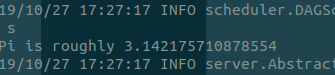 19/10/27 17:27:17 INFO scheduler.DAGSc
s
Pi is roughly 3.142175710878554
19/10/27 17:27:17 INFO server.Abstract